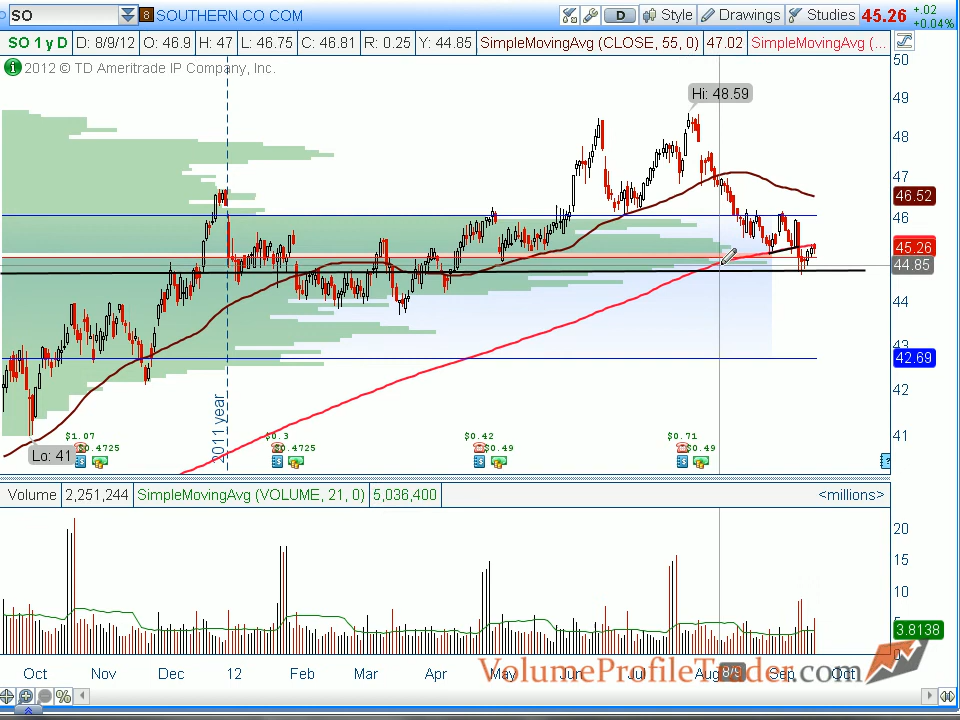 SO 8 SOUTHERN CO COM D Style Drawings Studies 45.26 +.02 +0.04%
SO 1 y D D: 8/9/12 O: 46.9 H: 47 L: 46.75 C: 46.81 R: 0.25 Y: 44.85 SimpleMovingAvg (CLOSE, 55, 0) 47.02 SimpleMovingAvg (...
2012 © TD Ameritrade IP Company, Inc.
50
49
Hi: 48.59
48
47
46.52
46
45.26
44.85
44
43
42.69
42
2011 year
41
$1.07 $0.3 $0.42 $0.71
$0.4725 $0.4725 $0.49 $0.49
Lo: 41
Volume 2,251,244 SimpleMovingAvg (VOLUME, 21, 0) 5,036,400 <millions>
20
15
10
5
3.8138
0
Oct Nov Dec 12 Feb Mar Apr May Jun Jul Aug 8/9 Sep Oct
VolumeProfileTrader.com
%